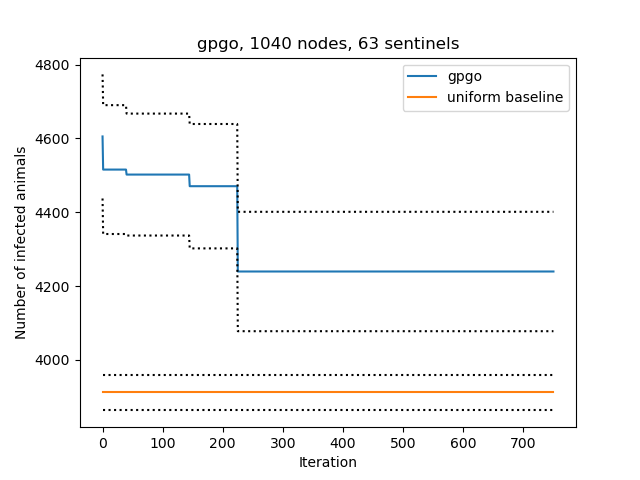 gpgo, 1040 nodes, 63 sentinels
gpgo
uniform baseline
Number of infected animals
4800
4600
4400
4200
4000
0 100 200 300 400 500 600 700
Iteration